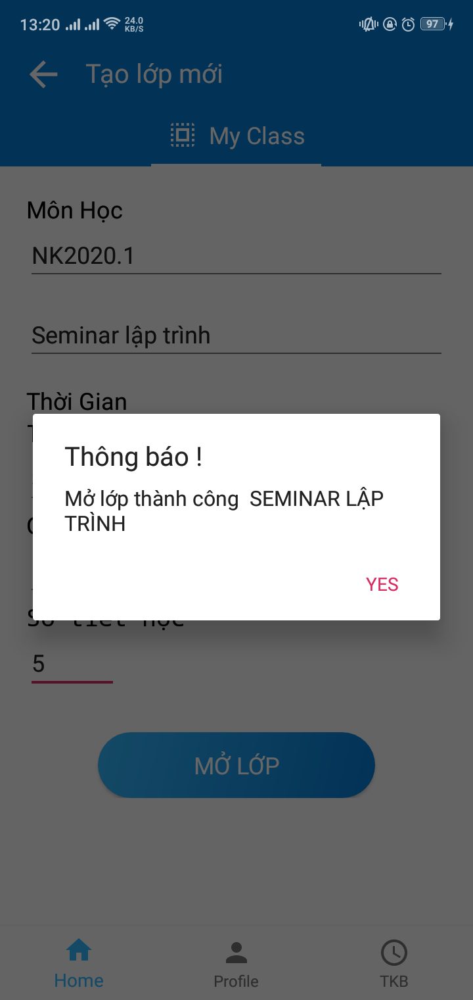 13:20 24.0 KB/S 97
Tạo lớp mới
My Class
Môn Học
NK2020.1
Seminar lập trình
Thời Gian
Thông báo !
Mở lớp thành công SEMINAR LẬP
TRÌNH
YES
Số tiết học
5
MỞ LỚP
Home Profile TKB